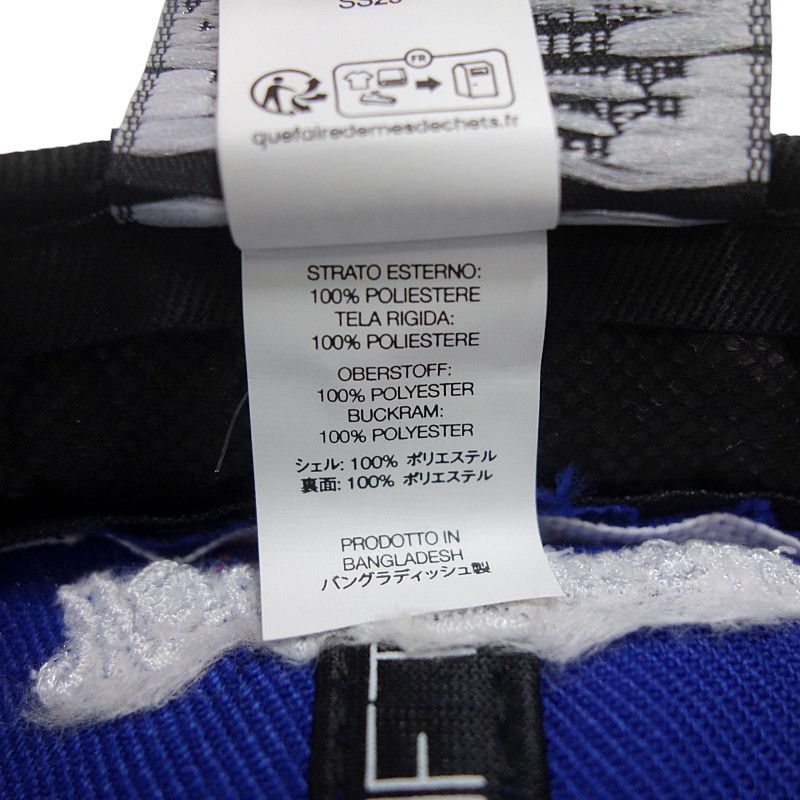 SS23
FR
quefairedemesdechets.fr
STRATO ESTERNO:
100% POLIESTERE
TELA RIGIDA:
100% POLIESTERE
OBERSTOFF:
100% POLYESTER
BUCKRAM:
100% POLYESTER
シェル: 100% ポリエステル
裏面: 100% ポリエステル
PRODOTTO IN
BANGLADESH
バングラディッシュ製